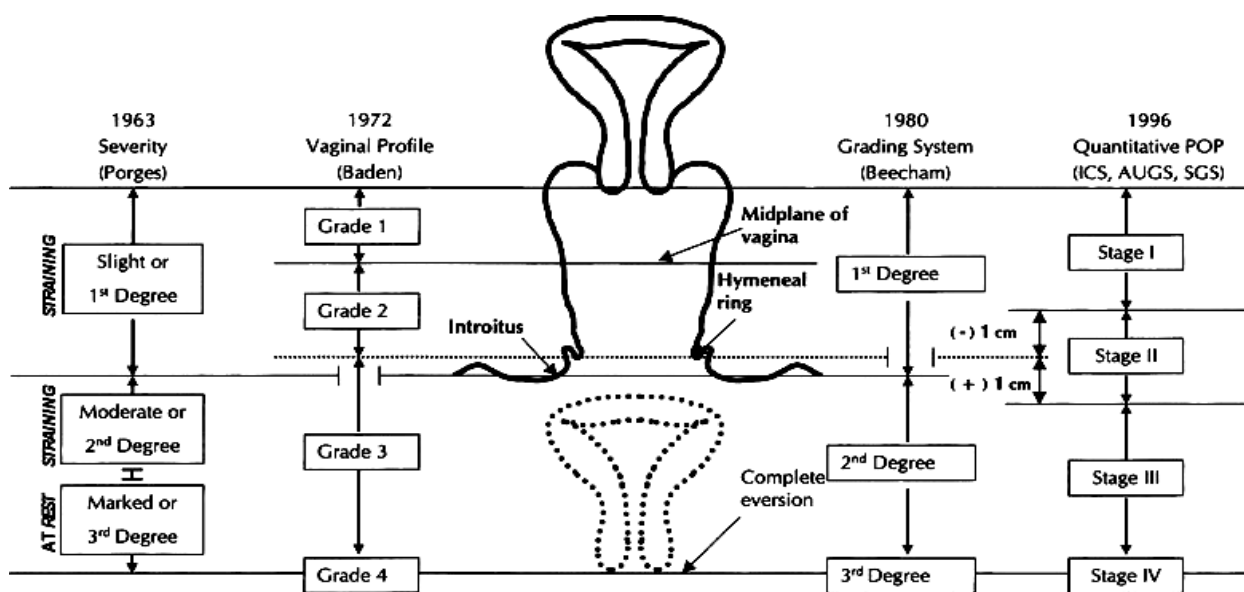 1963
Severity
(Porges)
1972
Vaginal Profile
(Baden)
1980
Grading System
(Beecham)
1996
Quantitative POP
(ICS, AUGS, SGS)
STRAINING
Slight or
1st Degree
STRAINING
Moderate or
2nd Degree
AT REST
Marked or
3rd Degree
Grade 1
Grade 2
Grade 3
Grade 4
Midplane of
vagina
Hymeneal
ring
Introitus
Complete
eversion
1st Degree
2nd Degree
3rd Degree
Stage I
(-) 1 cm
Stage II
(+) 1 cm
Stage III
Stage IV